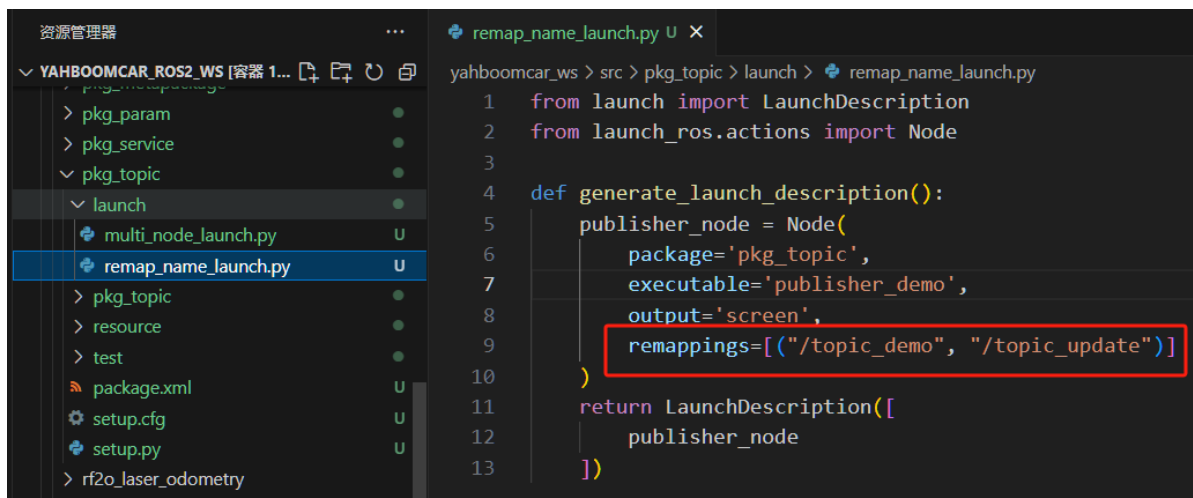 资源管理器
YAHBOOMCAR_ROS2_WS [容器 1...
pkg_metapackage
pkg_param
pkg_service
pkg_topic
launch
multi_node_launch.py U
remap_name_launch.py U
pkg_topic
resource
test
package.xml U
setup.cfg U
setup.py U
rf2o_laser_odometry
remap_name_launch.py U
yahboomcar_ws > src > pkg_topic > launch > remap_name_launch.py
1 from launch import LaunchDescription
2 from launch_ros.actions import Node
3
4 def generate_launch_description():
5     publisher_node = Node(
6         package='pkg_topic',
7         executable='publisher_demo',
8         output='screen',
9         remappings=[("/topic_demo", "/topic_update")]
10     )
11     return LaunchDescription([
12         publisher_node
13     ])